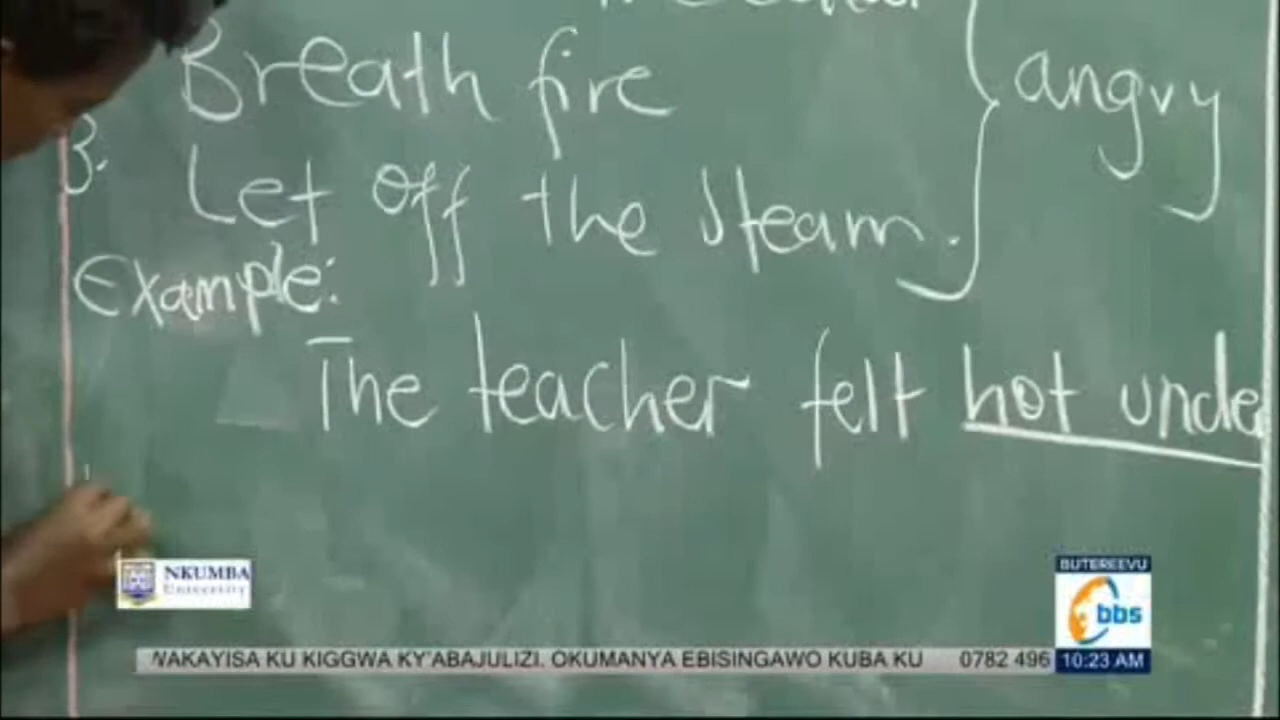 Breath fire
3. Let off the steam.
angry
Example:
The teacher felt hot unde
NKUMBA
University
BUTEREEVU
bbs
WAKAYISA KU KIGGWA KY'ABAJULIZI. OKUMANYA EBISINGAWO KUBA KU 0782 496
10:23 AM